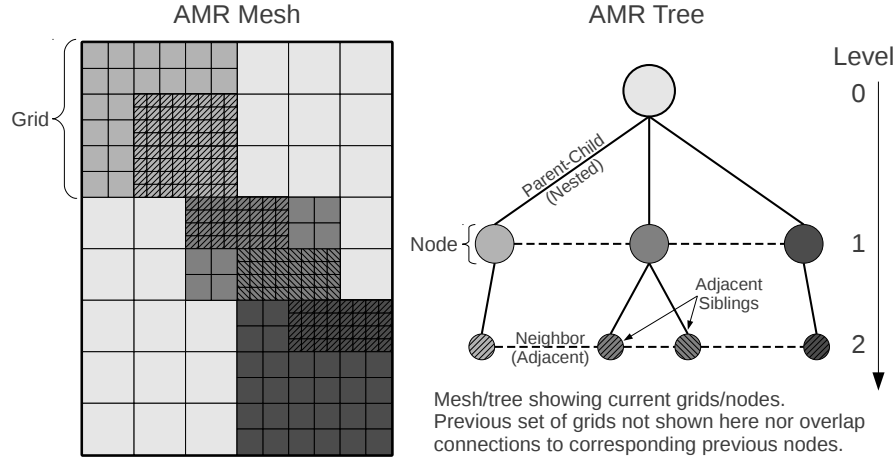 AMR Mesh
AMR Tree
Level
0
Grid
Parent-Child
(Nested)
Node
1
Adjacent
Siblings
Neighbor
(Adjacent)
2
Mesh/tree showing current grids/nodes.
Previous set of grids not shown here nor overlap
connections to corresponding previous nodes.